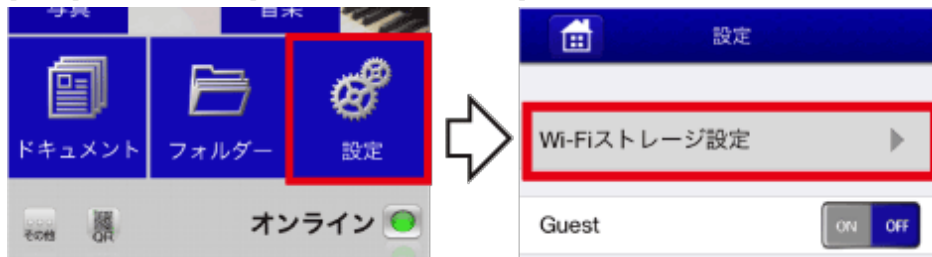 写真
音楽
ドキュメント
フォルダー
設定
その他
QR
オンライン
設定
Wi-Fiストレージ設定
Guest
ON
OFF